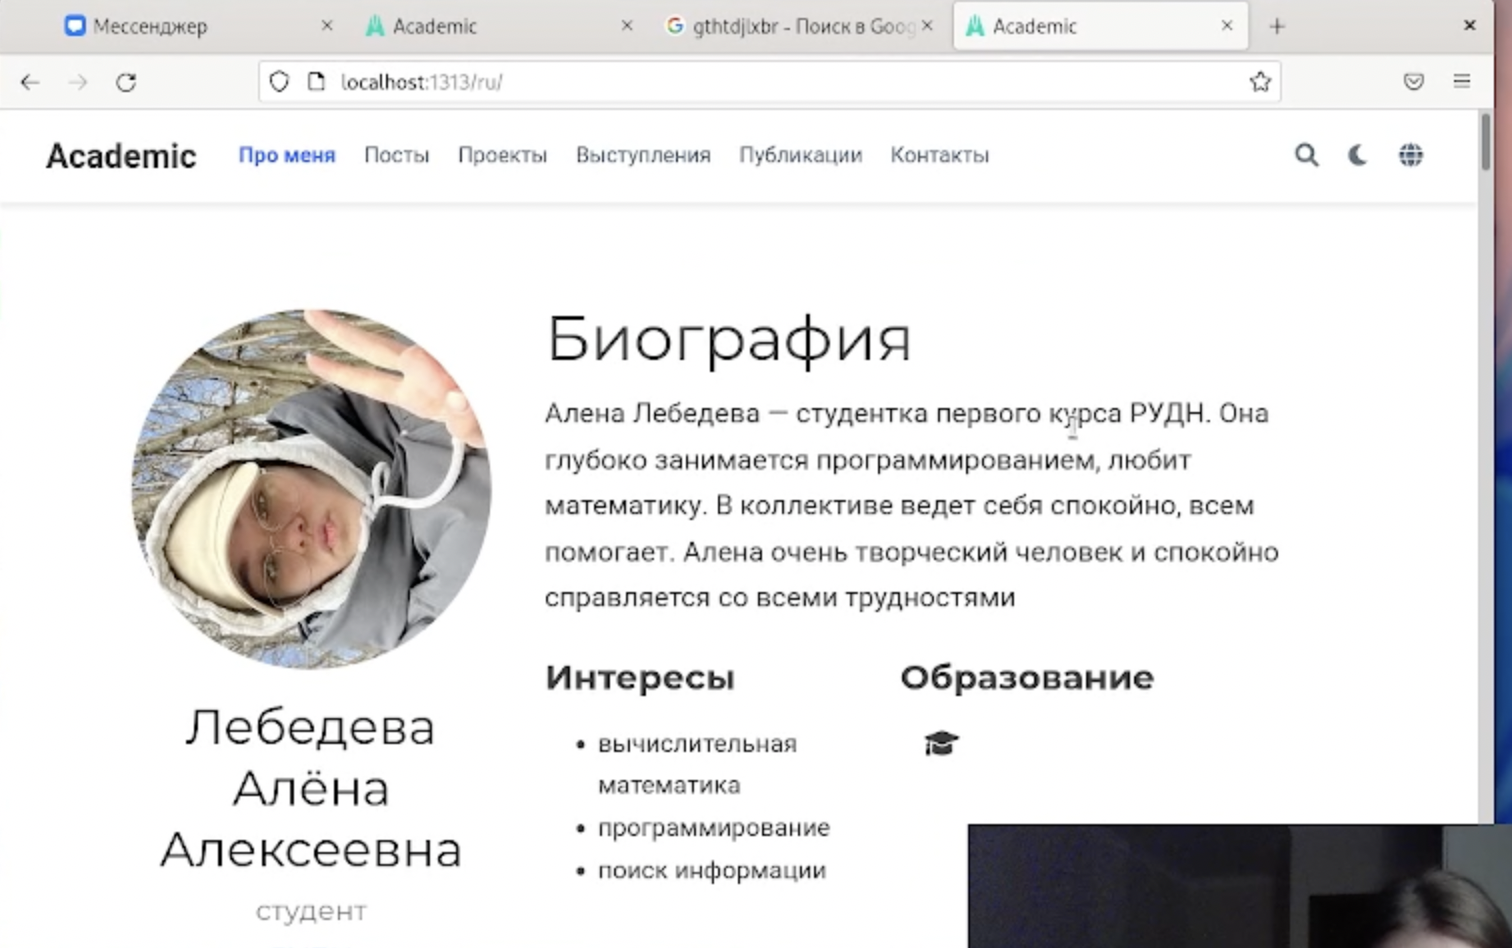 Мессенджер
Academic
gthtdjlxbr - Поиск в Goog
Academic
localhost:1313/ru/
Academic
Про меня
Посты
Проекты
Выступления
Публикации
Контакты
Биография
Алена Лебедева — студентка первого курса РУДН. Она
глубоко занимается программированием, любит
математику. В коллективе ведет себя спокойно, всем
помогает. Алена очень творческий человек и спокойно
справляется со всеми трудностями
Лебедева
Алёна
Алексеевна
студент
Интересы
вычислительная
математика
программирование
поиск информации
Образование